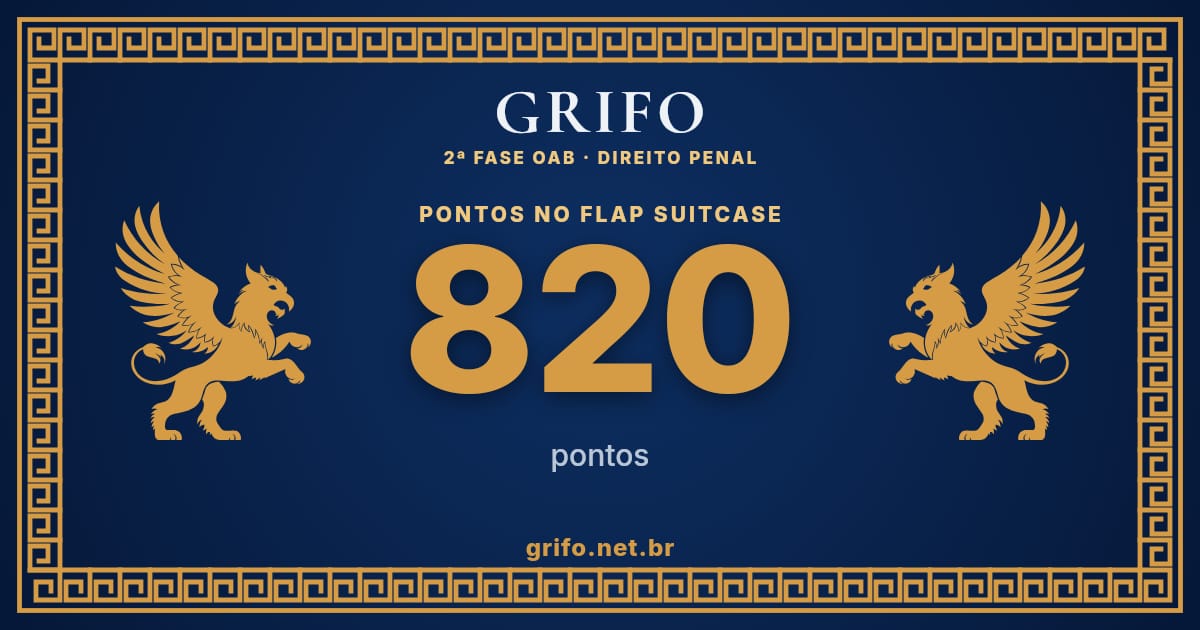 GRIFO
2ª FASE OAB · DIREITO PENAL
PONTOS NO FLAP SUITCASE
820
pontos
grifo.net.br